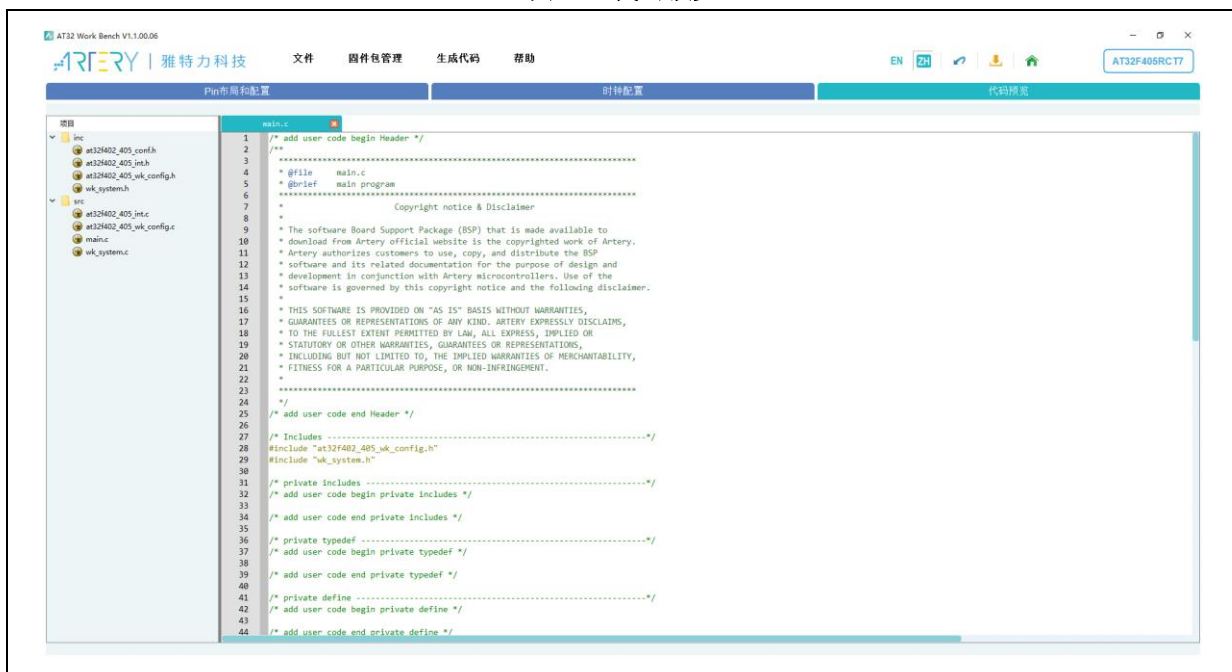 AT32 Work Bench V1.1.00.06
ARTERY | 雅特力科技 文件 固件包管理 生成代码 帮助 EN ZH AT32F405RCT7
Pin布局和配置 时钟配置 代码预览
项目
inc
at32f402_405_conf.h
at32f402_405_int.h
at32f402_405_wk_config.h
wk_system.h
src
at32f402_405_int.c
at32f402_405_wk_config.c
main.c
wk_system.c
main.c
1 /* add user code begin Header */
2 /**
3 **************************************************************************
4 * @file main.c
5 * @brief main program
6 **************************************************************************
7 * Copyright notice & Disclaimer
8 *
9 * The software Board Support Package (BSP) that is made available to
10 * download from Artery official website is the copyrighted work of Artery.
11 * Artery authorizes customers to use, copy, and distribute the BSP
12 * software and its related documentation for the purpose of design and
13 * development in conjunction with Artery microcontrollers. Use of the
14 * software is governed by this copyright notice and the following disclaimer.
15 *
16 * THIS SOFTWARE IS PROVIDED ON "AS IS" BASIS WITHOUT WARRANTIES,
17 * GUARANTEES OR REPRESENTATIONS OF ANY KIND. ARTERY EXPRESSLY DISCLAIMS,
18 * TO THE FULLEST EXTENT PERMITTED BY LAW, ALL EXPRESS, IMPLIED OR
19 * STATUTORY OR OTHER WARRANTIES, GUARANTEES OR REPRESENTATIONS,
20 * INCLUDING BUT NOT LIMITED TO, THE IMPLIED WARRANTIES OF MERCHANTABILITY,
21 * FITNESS FOR A PARTICULAR PURPOSE, OR NON-INFRINGEMENT.
22 *
23 **************************************************************************
24 */
25 /* add user code end Header */
26
27 /* Includes ------------------------------------------------------------------*/
28 #include "at32f402_405_wk_config.h"
29 #include "wk_system.h"
30
31 /* private includes ----------------------------------------------------------*/
32 /* add user code begin private includes */
33
34 /* add user code end private includes */
35
36 /* private typedef -----------------------------------------------------------*/
37 /* add user code begin private typedef */
38
39 /* add user code end private typedef */
40
41 /* private define ------------------------------------------------------------*/
42 /* add user code begin private define */
43
44 /* add user code end private define */